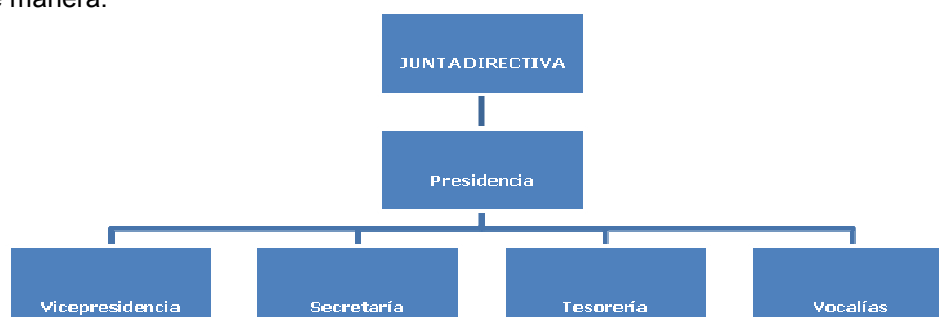 manera:
JUNTADIRECTIVA
Presidencia
Vicepresidencia
Secretaría
Tesorería
Vocalías